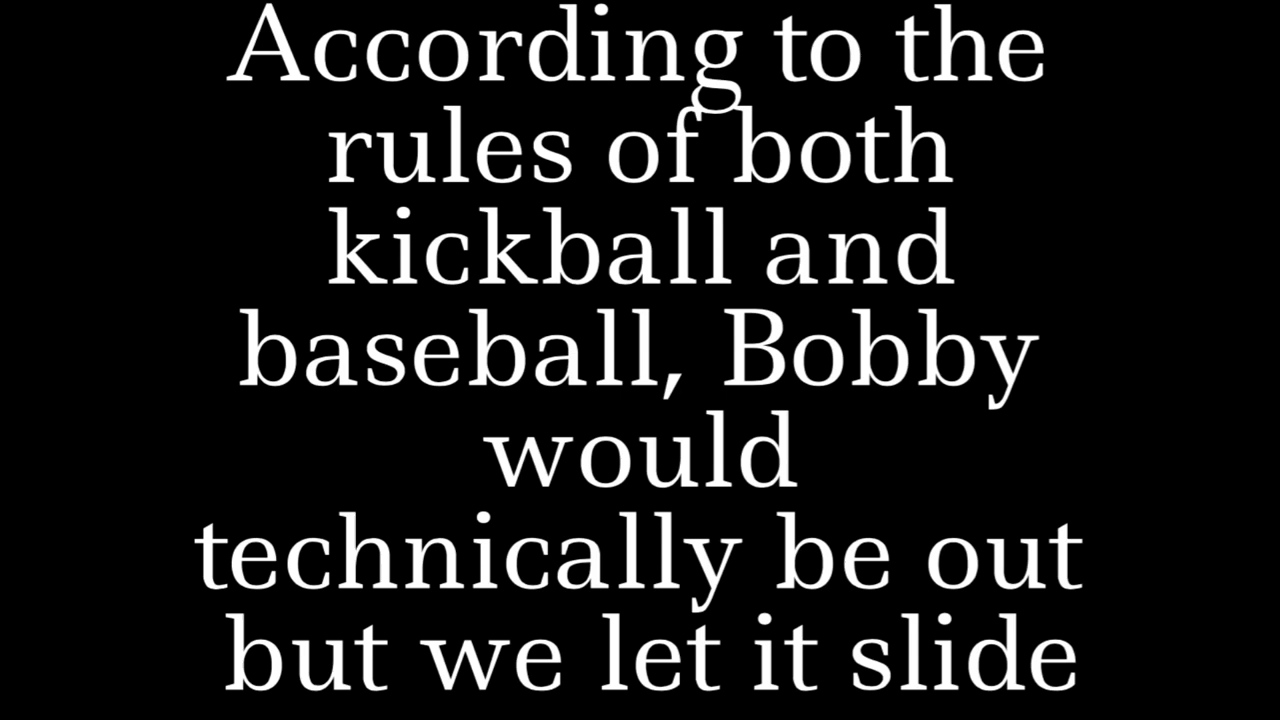 According to the
rules of both
kickball and
baseball, Bobby
would
technically be out
but we let it slide